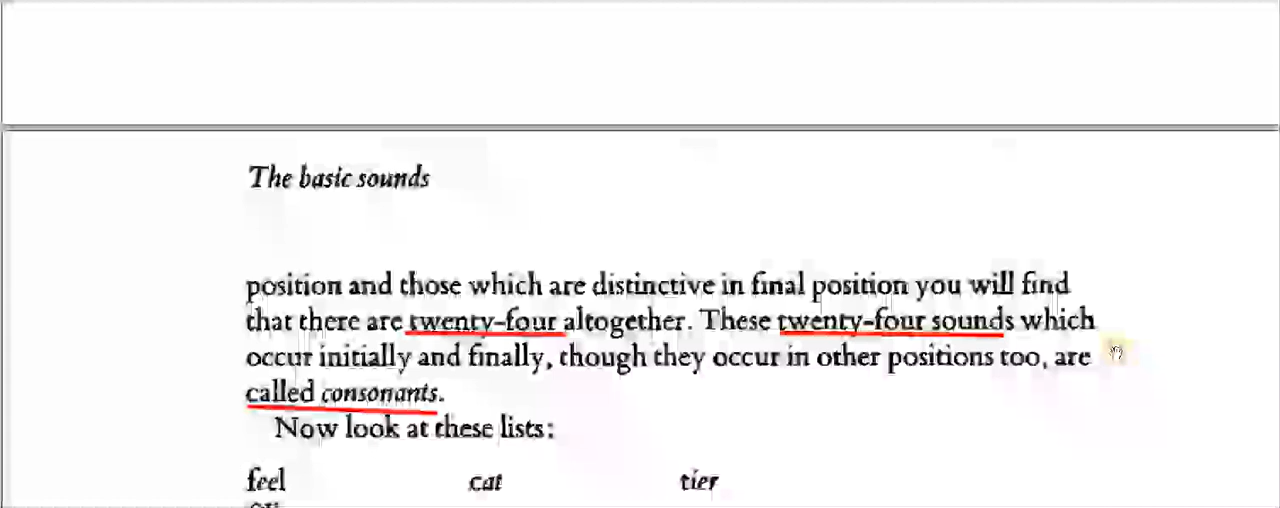 The basic sounds
position and those which are distinctive in final position you will find
that there are twenty-four altogether. These twenty-four sounds which
occur initially and finally, though they occur in other positions too, are
called consonants.
Now look at these lists:
feel cat tier